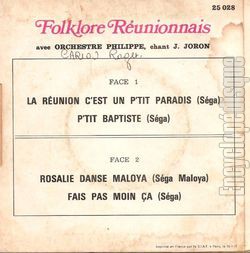 25 028
Folklore Réunionnais
avec ORCHESTRE PHILIPPE, chant J. JORON
FACE 1
LA RÉUNION C'EST UN P'TIT PARADIS (Séga)
P'TIT BAPTISTE (Séga)
FACE 2
ROSALIE DANSE MALOYA (Séga Maloya)
FAIS PAS MOIN ÇA (Séga)